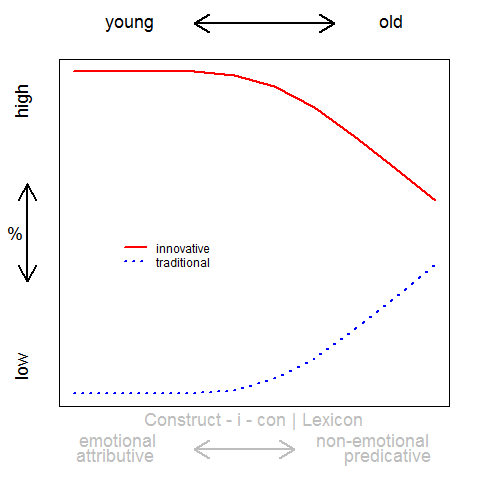 young old
high
%
innovative
traditional
low
Construct - i - con | Lexicon
emotional non-emotional
attributive predicative